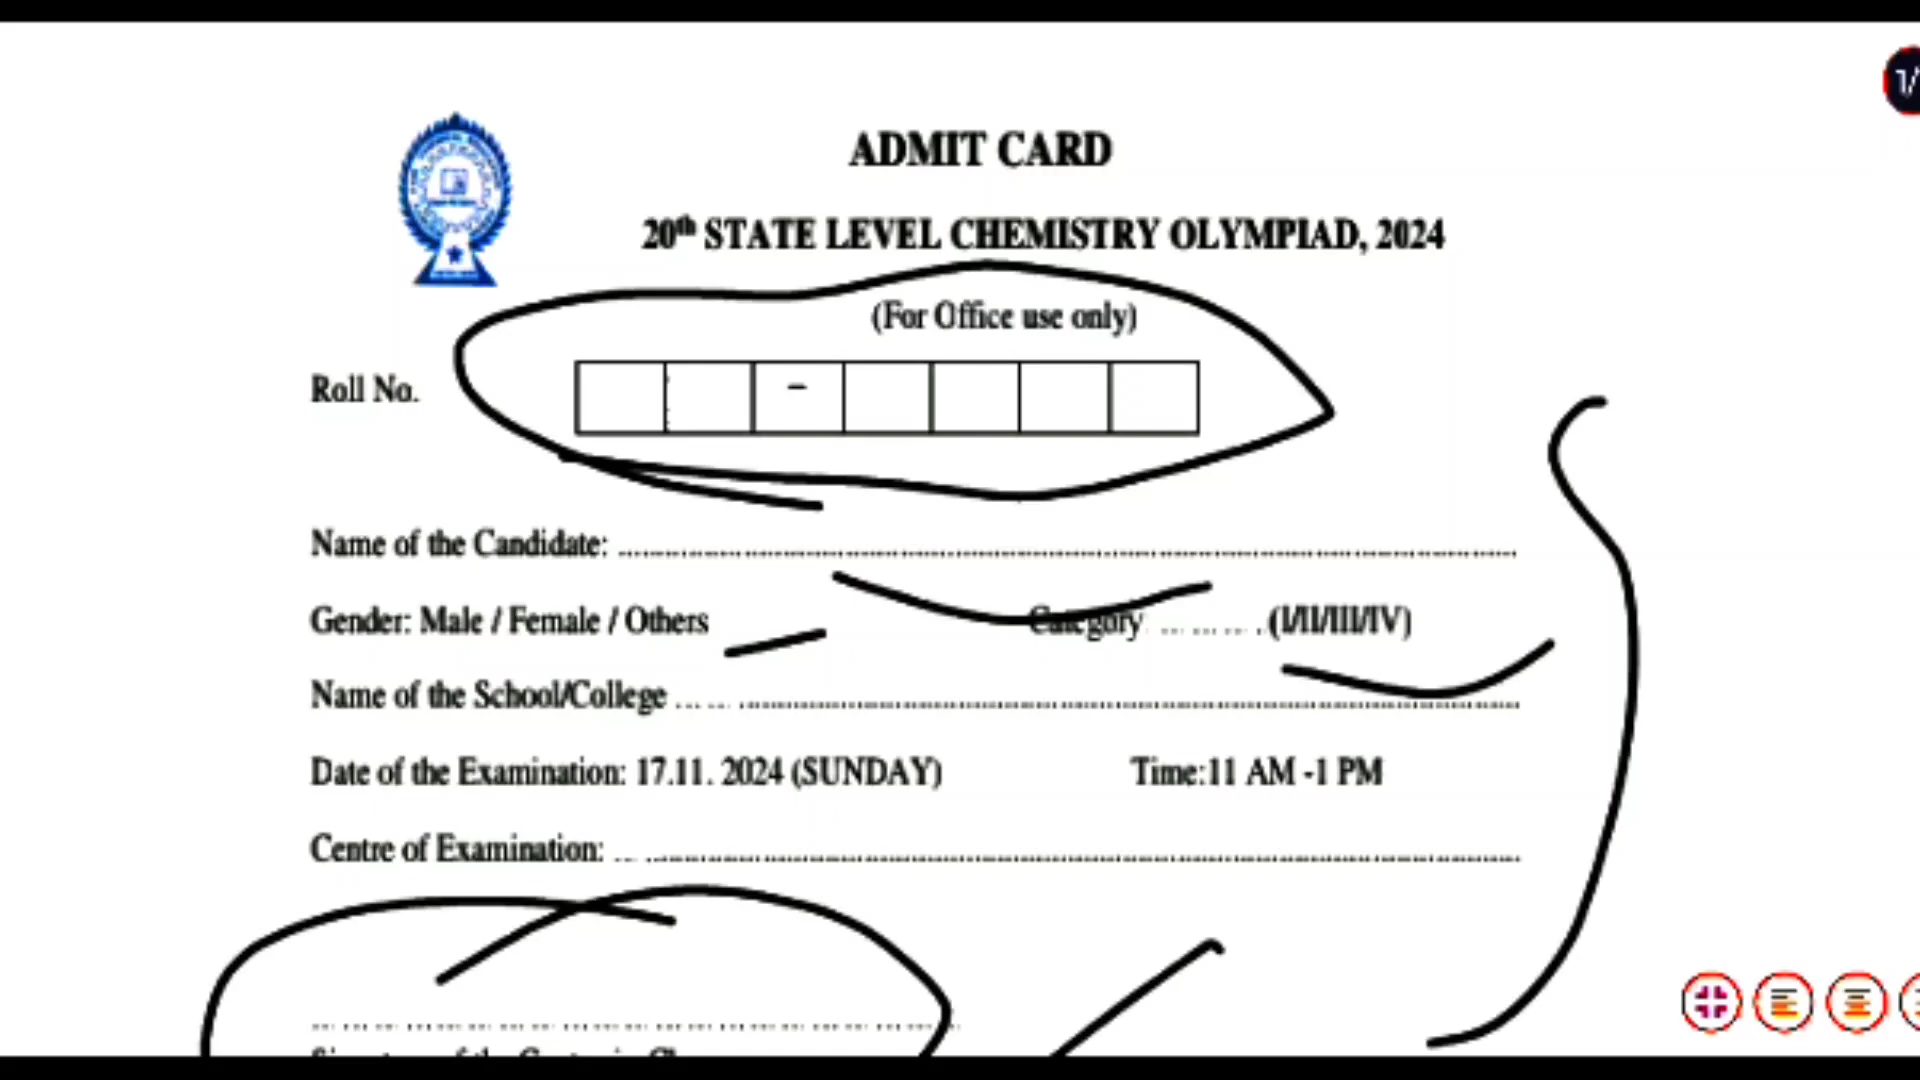 1/
ADMIT CARD
20th STATE LEVEL CHEMISTRY OLYMPIAD, 2024
(For Office use only)
Roll No. –
Name of the Candidate: ................
Gender: Male / Female / Others Category ........... (I/II/III/IV)
Name of the School/College ................
Date of the Examination: 17.11. 2024 (SUNDAY) Time:11 AM -1 PM
Centre of Examination: ................